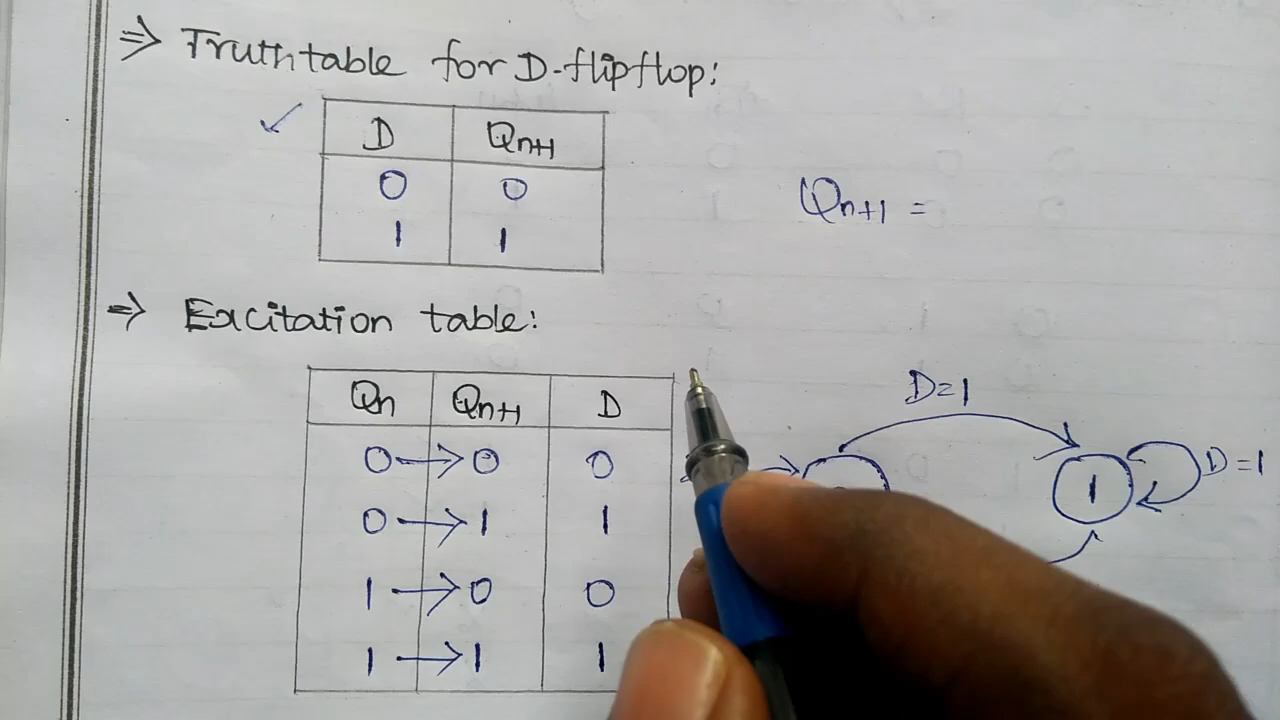 ⇒ Truthtable for D-flipflop:
✓
D Qn+1
0 0
1 1
Qn+1 =
⇒ Excitation table:
Qn Qn+1 D
0 → 0 0
0 → 1 1
1 → 0 0
1 → 1 1
D=1
1 D=1